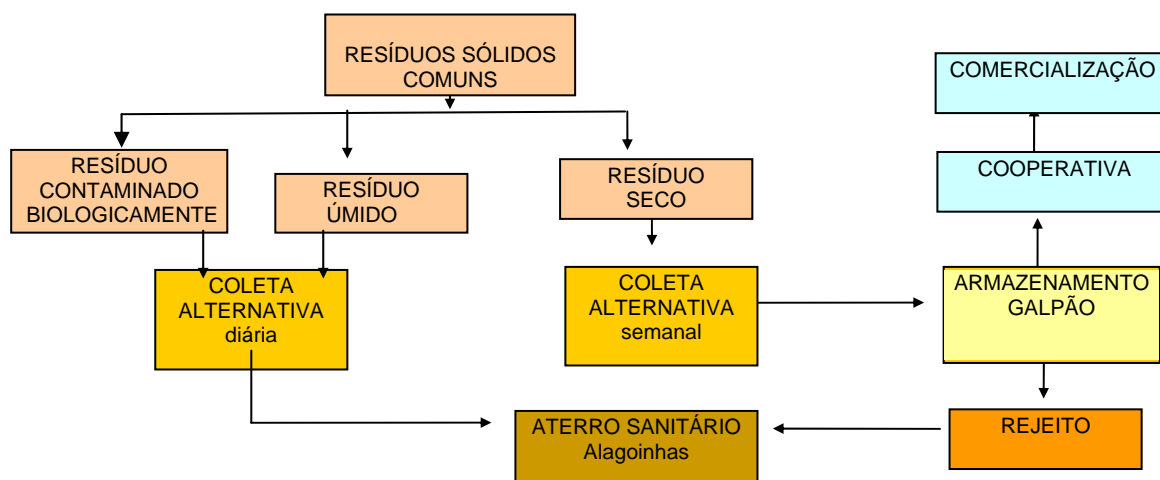 RESÍDUOS SÓLIDOS
COMUNS
COMERCIALIZAÇÃO
RESÍDUO
CONTAMINADO
BIOLOGICAMENTE
RESÍDUO
ÚMIDO
RESÍDUO
SECO
COOPERATIVA
COLETA
ALTERNATIVA
diária
COLETA
ALTERNATIVA
semanal
ARMAZENAMENTO
GALPÃO
ATERRO SANITÁRIO
Alagoinhas
REJEITO